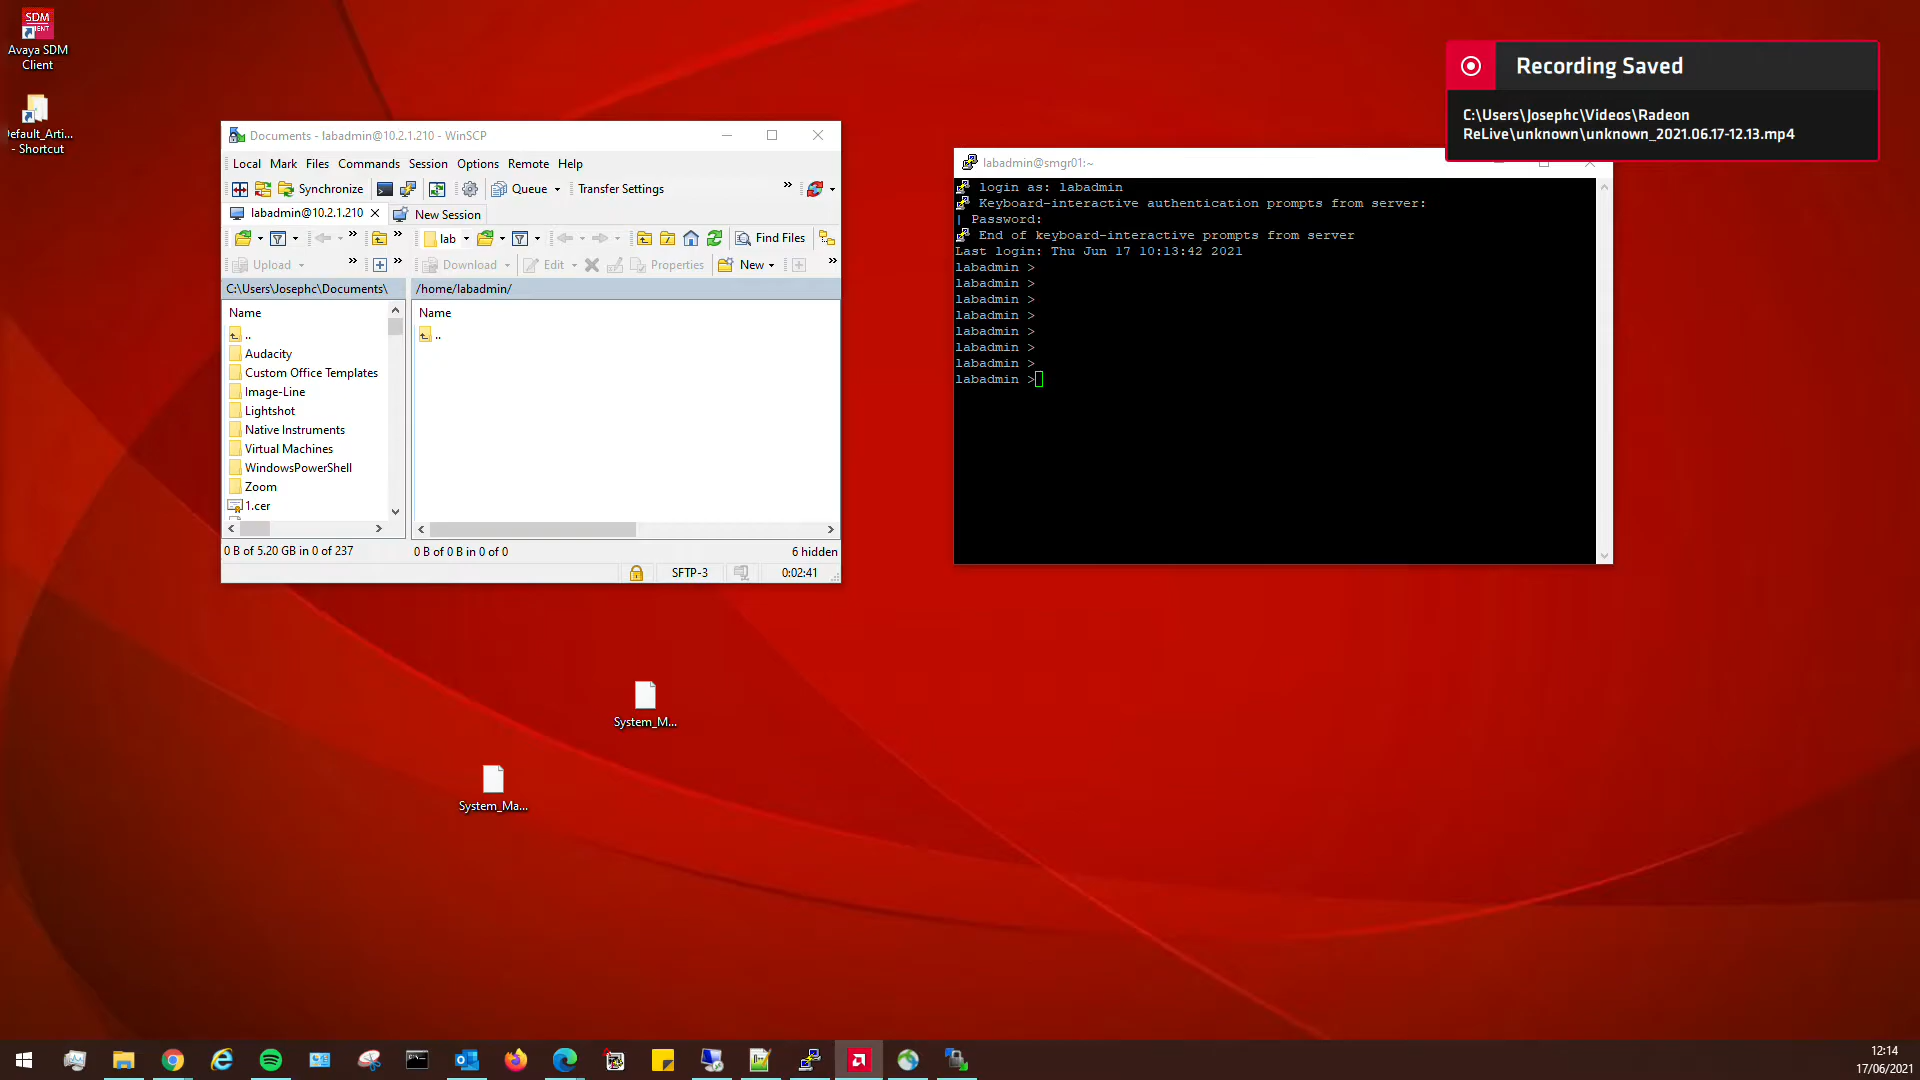 SDM
Avaya SDM
Client
Default_Arti...
- Shortcut
Recording Saved
C:\Users\Josephc\Videos\Radeon
ReLive\unknown\unknown_2021.06.17-12.13.mp4
Documents - labadmin@10.2.1.210 - WinSCP
Local Mark Files Commands Session Options Remote Help
Synchronize Queue Transfer Settings
labadmin@10.2.1.210 New Session
lab Find Files
Upload Download Edit Properties New
C:\Users\Josephc\Documents\ /home/labadmin/
Name Name
.. ..
Audacity
Custom Office Templates
Image-Line
Lightshot
Native Instruments
Virtual Machines
WindowsPowerShell
Zoom
1.cer
0 B of 5.20 GB in 0 of 237 0 B of 0 B in 0 of 0 6 hidden
SFTP-3 0:02:41
labadmin@smgr01:~
login as: labadmin
Keyboard-interactive authentication prompts from server:
| Password:
End of keyboard-interactive prompts from server
Last login: Thu Jun 17 10:13:42 2021
labadmin >
labadmin >
labadmin >
labadmin >
labadmin >
labadmin >
labadmin >
labadmin >
System_M...
System_Ma...
12:14
17/06/2021